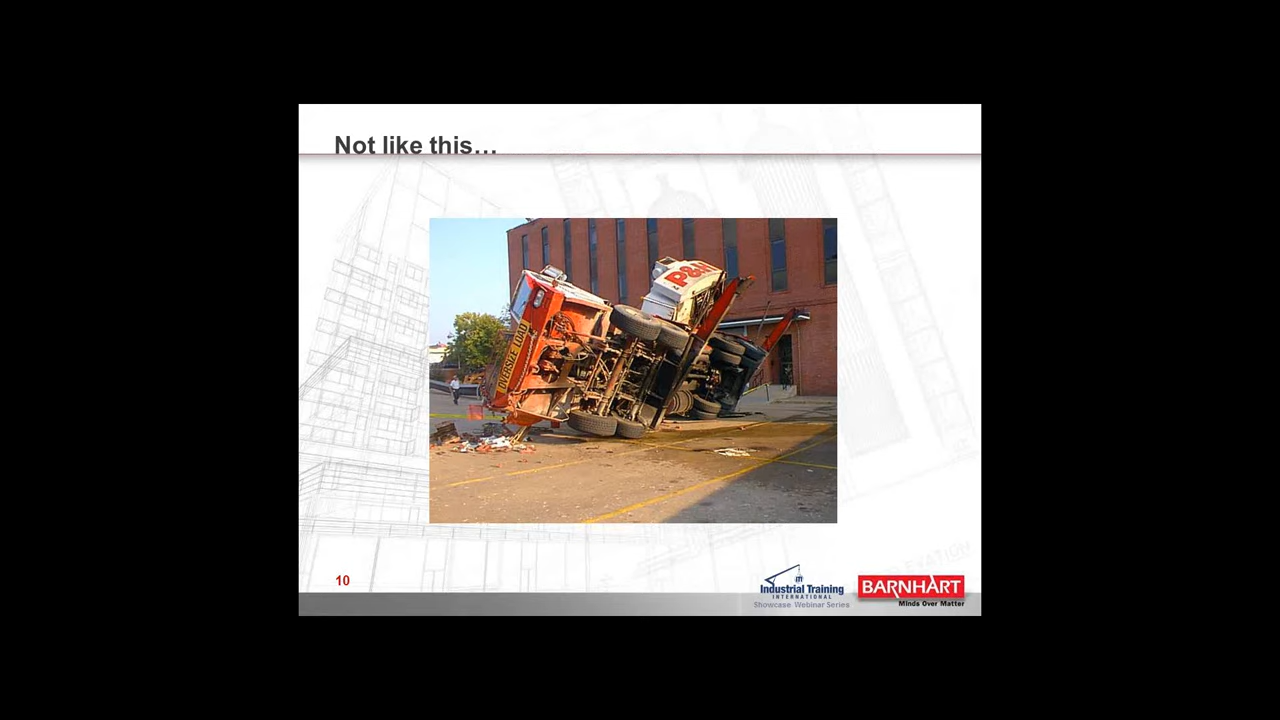 Not like this…
P&H
OVERSIZE LOAD
10
Industrial Training
INTERNATIONAL
Showcase Webinar Series
BARNHART
Minds Over Matter